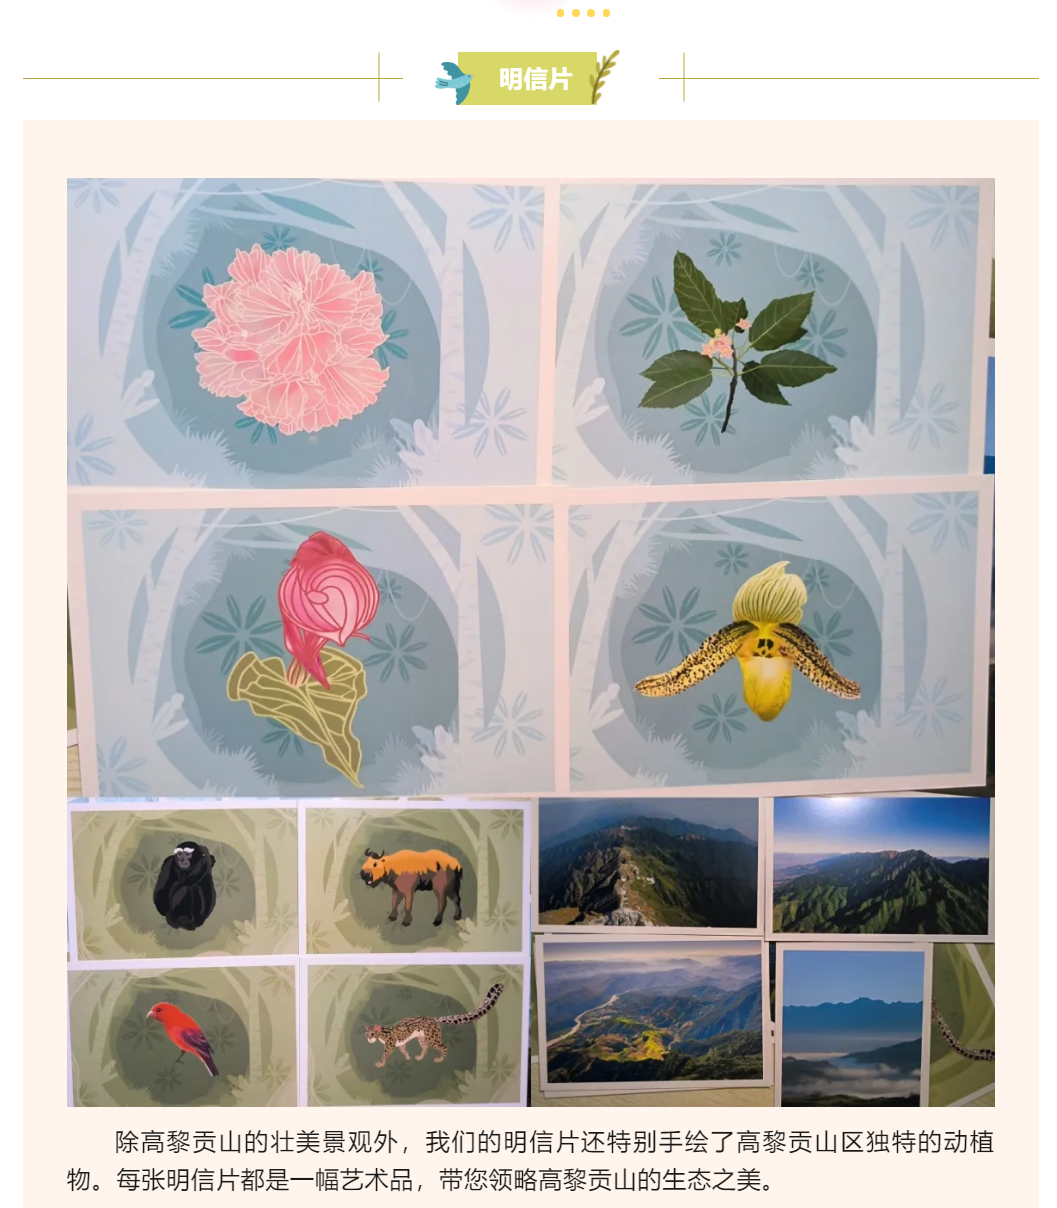 明信片
除高黎贡山的壮美景观外，我们的明信片还特别手绘了高黎贡山区独特的动植
物。每张明信片都是一幅艺术品，带您领略高黎贡山的生态之美。